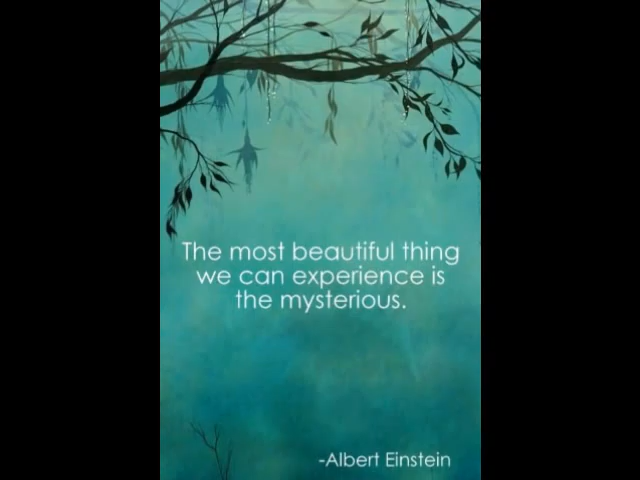 The most beautiful thing
we can experience is
the mysterious.
-Albert Einstein